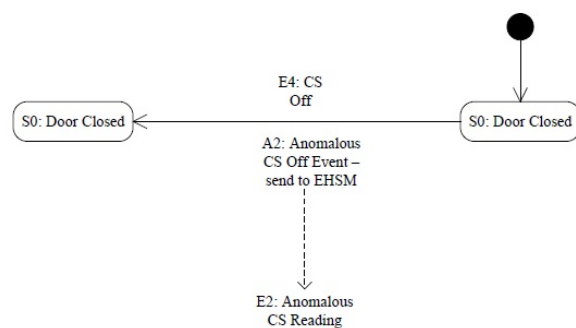 E4: CS
Off
S0: Door Closed
S0: Door Closed
A2: Anomalous
CS Off Event –
send to EHSM
E2: Anomalous
CS Reading